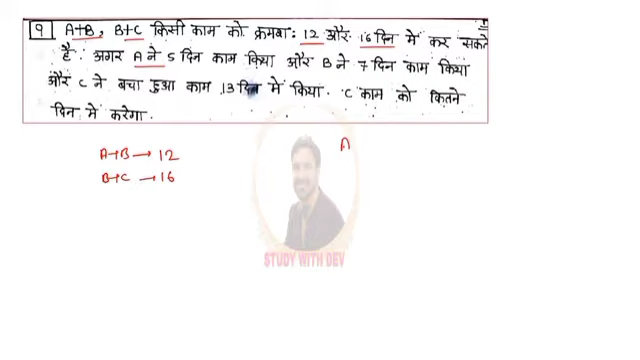 9 A+B, B+C किसी काम को क्रमश: 12 और 16 दिन में कर सकते
है. अगर A ने 5 दिन काम किया और B ने 7 दिन काम किया
और C ने बचा हुआ काम 13 दिन में किया. C काम को कितने
दिन में करेगा.
A+B → 12
B+C → 16
A
STUDY WITH DEV